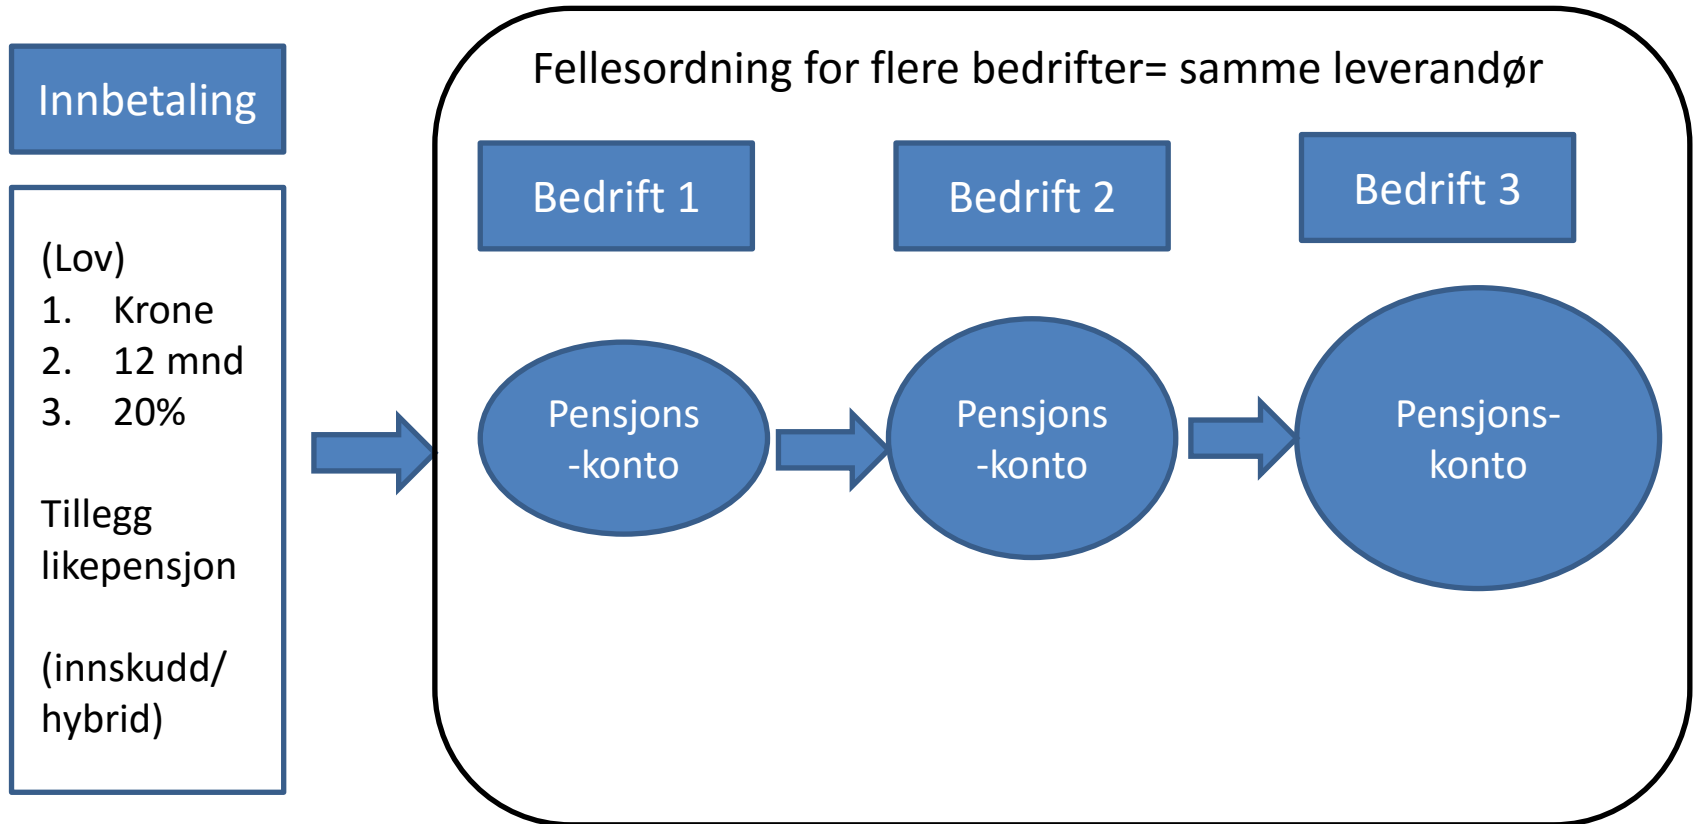 Innbetaling
(Lov)
1. Krone
2. 12 mnd
3. 20%
Tillegg
likepensjon
(innskudd/
hybrid)
Fellesordning for flere bedrifter= samme leverandør
Bedrift 1
Bedrift 2
Bedrift 3
Pensjons
-konto
Pensjons
-konto
Pensjons-
konto